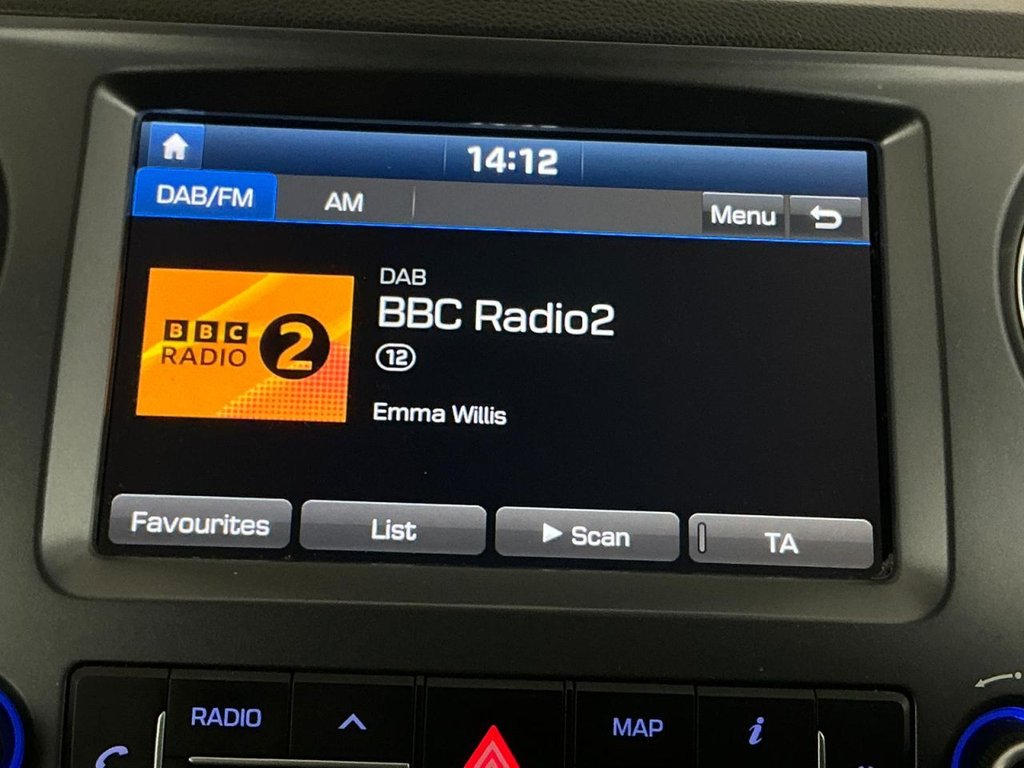 14:12
DAB/FM AM Menu
DAB
BBC Radio2
12
Emma Willis
BBC
RADIO 2
Favourites List Scan TA
RADIO MAP i